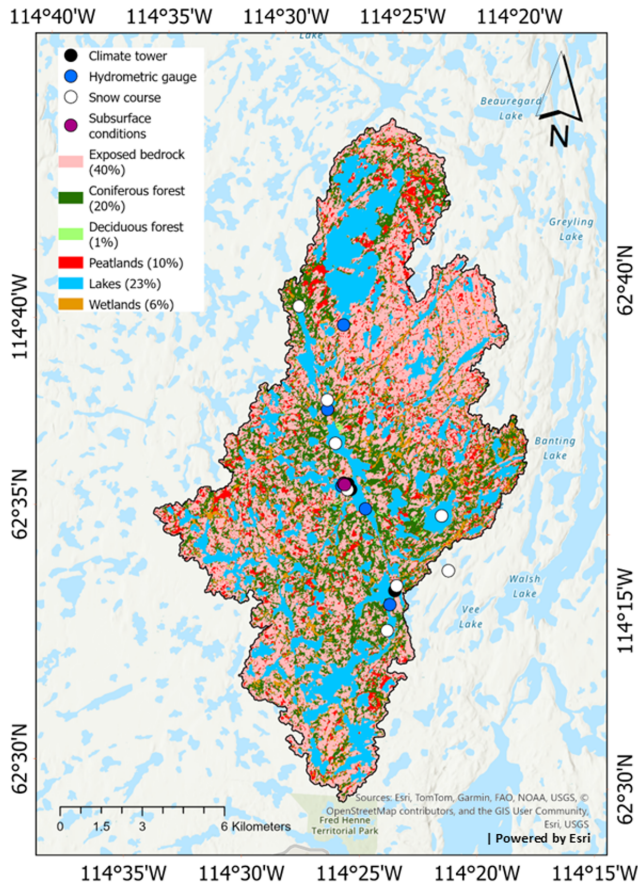 114°40'W 114°35'W 114°30'W 114°25'W 114°20'W
Lake
Climate tower
Hydrometric gauge
Snow course
Subsurface
conditions
Exposed bedrock
(40%)
Coniferous forest
(20%)
Deciduous forest
(1%)
Peatlands (10%)
Lakes (23%)
Wetlands (6%)
Beauregard
Lake
N
Greyling
Lake
62°40'N
114°40'W
Banting
Lake
62°35'N
Walsh
Lake
Vee
Lake
114°15'W
62°30'N
62°30'N
0 1.5 3 6 Kilometers
Fred Henne
Territorial Park
Sources: Esri, TomTom, Garmin, FAO, NOAA, USGS, ©
OpenStreetMap contributors, and the GIS User Community,
Esri, USGS
| Powered by Esri
114°35'W 114°30'W 114°25'W 114°20'W 114°15'W